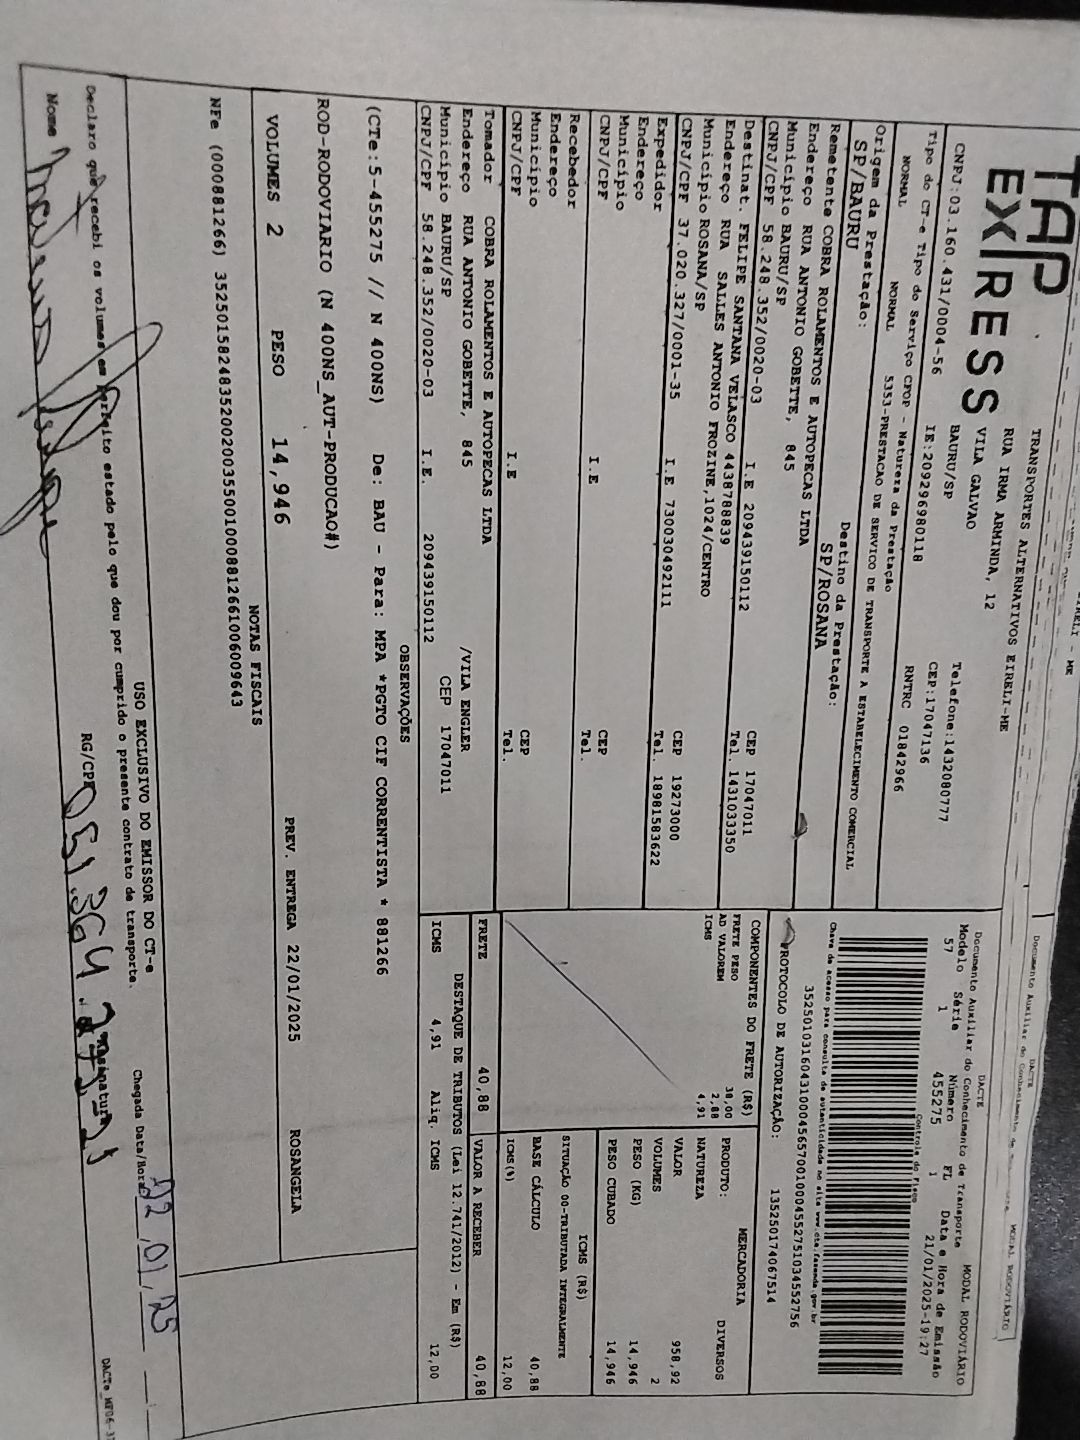 TAP
EXPRESS
TRANSPORTES ALTERNATIVOS EIRELI-ME
RUA IRMA ARMINDA, 12
VILA GALVAO
BAURU/SP
Telefone:1432080777
CEP:17047136
CNPJ:03.160.431/0004-56 IE:209296980118 RNTRC 01842966
Tipo do CT-e Tipo do Serviço CFOP - Natureza da Prestação
NORMAL NORMAL 5353-PRESTACAO DE SERVICO DE TRANSPORTE A ESTABELECIMENTO COMERCIAL
Origem da Prestação: Destino da Prestação:
SP/BAURU SP/ROSANA
Remetente COBRA ROLAMENTOS E AUTOPECAS LTDA
Endereço RUA ANTONIO GOBETTE, 845
Município BAURU/SP CEP 17047011
CNPJ/CPF 58.248.352/0020-03 I.E 209439150112 Tel. 1431033350
Destinat. FELIPE SANTANA VELASCO 44387888839
Endereço RUA SALLES ANTONIO FROZINE,1024/CENTRO
Município ROSANA/SP CEP 19273000
CNPJ/CPF 37.020.327/0001-35 I.E 730030492111 Tel. 18981583622
Expedidor
Endereço
Município CEP
CNPJ/CPF I.E Tel.
Recebedor
Endereço
Município CEP
CNPJ/CPF I.E Tel.
Tomador COBRA ROLAMENTOS E AUTOPECAS LTDA
Endereço RUA ANTONIO GOBETTE, 845 /VILA ENGLER
Município BAURU/SP CEP 17047011
CNPJ/CPF 58.248.352/0020-03 I.E. 209439150112
DACTE
Documento Auxiliar do Conhecimento de Transporte MODAL RODOVIÁRIO
Modelo Série Número FL Data e Hora de Emissão
57 1 455275 1 21/01/2025-19:27
Controle do Fisco
Chave de acesso para consulta de autenticidade no site www.cte.fazenda.gov.br
35250103160431000456570010004552751034552756
PROTOCOLO DE AUTORIZAÇÃO: 135250174067514
COMPONENTES DO FRETE (R$)
FRETE PESO 38,00
AD VALOREM 2,88
ICMS 4,91
MERCADORIA
PRODUTO: DIVERSOS
NATUREZA
VALOR 958,92
VOLUMES 2
PESO (KG) 14,946
PESO CUBADO 14,946
ICMS (R$)
SITUAÇÃO 00-TRIBUTADA INTEGRALMENTE
BASE CÁLCULO 40,88
ICMS(%) 12,00
FRETE 40,88 VALOR A RECEBER 40,88
DESTAQUE DE TRIBUTOS (Lei 12.741/2012) - Em (R$)
ICMS 4,91 Aliq. ICMS 12,00
OBSERVAÇÕES
(CTe:5-455275 // N 400NS) De: BAU - Para: MPA *PGTO CIF CORRENTISTA * 881266
ROD-RODOVIARIO (N 400NS_AUT-PRODUCAO#)
VOLUMES 2 PESO 14,946 PREV. ENTREGA 22/01/2025 ROSANGELA
NOTAS FISCAIS
NFe (000881266) 35250158248352002003550010008812661006009643
USO EXCLUSIVO DO EMISSOR DO CT-e
Declaro que recebi os volumes em perfeito estado pelo que dou por cumprido o presente contrato de transporte.
Chegada Data/Hora 22/01/25
Nome RG/CPF Assinatura